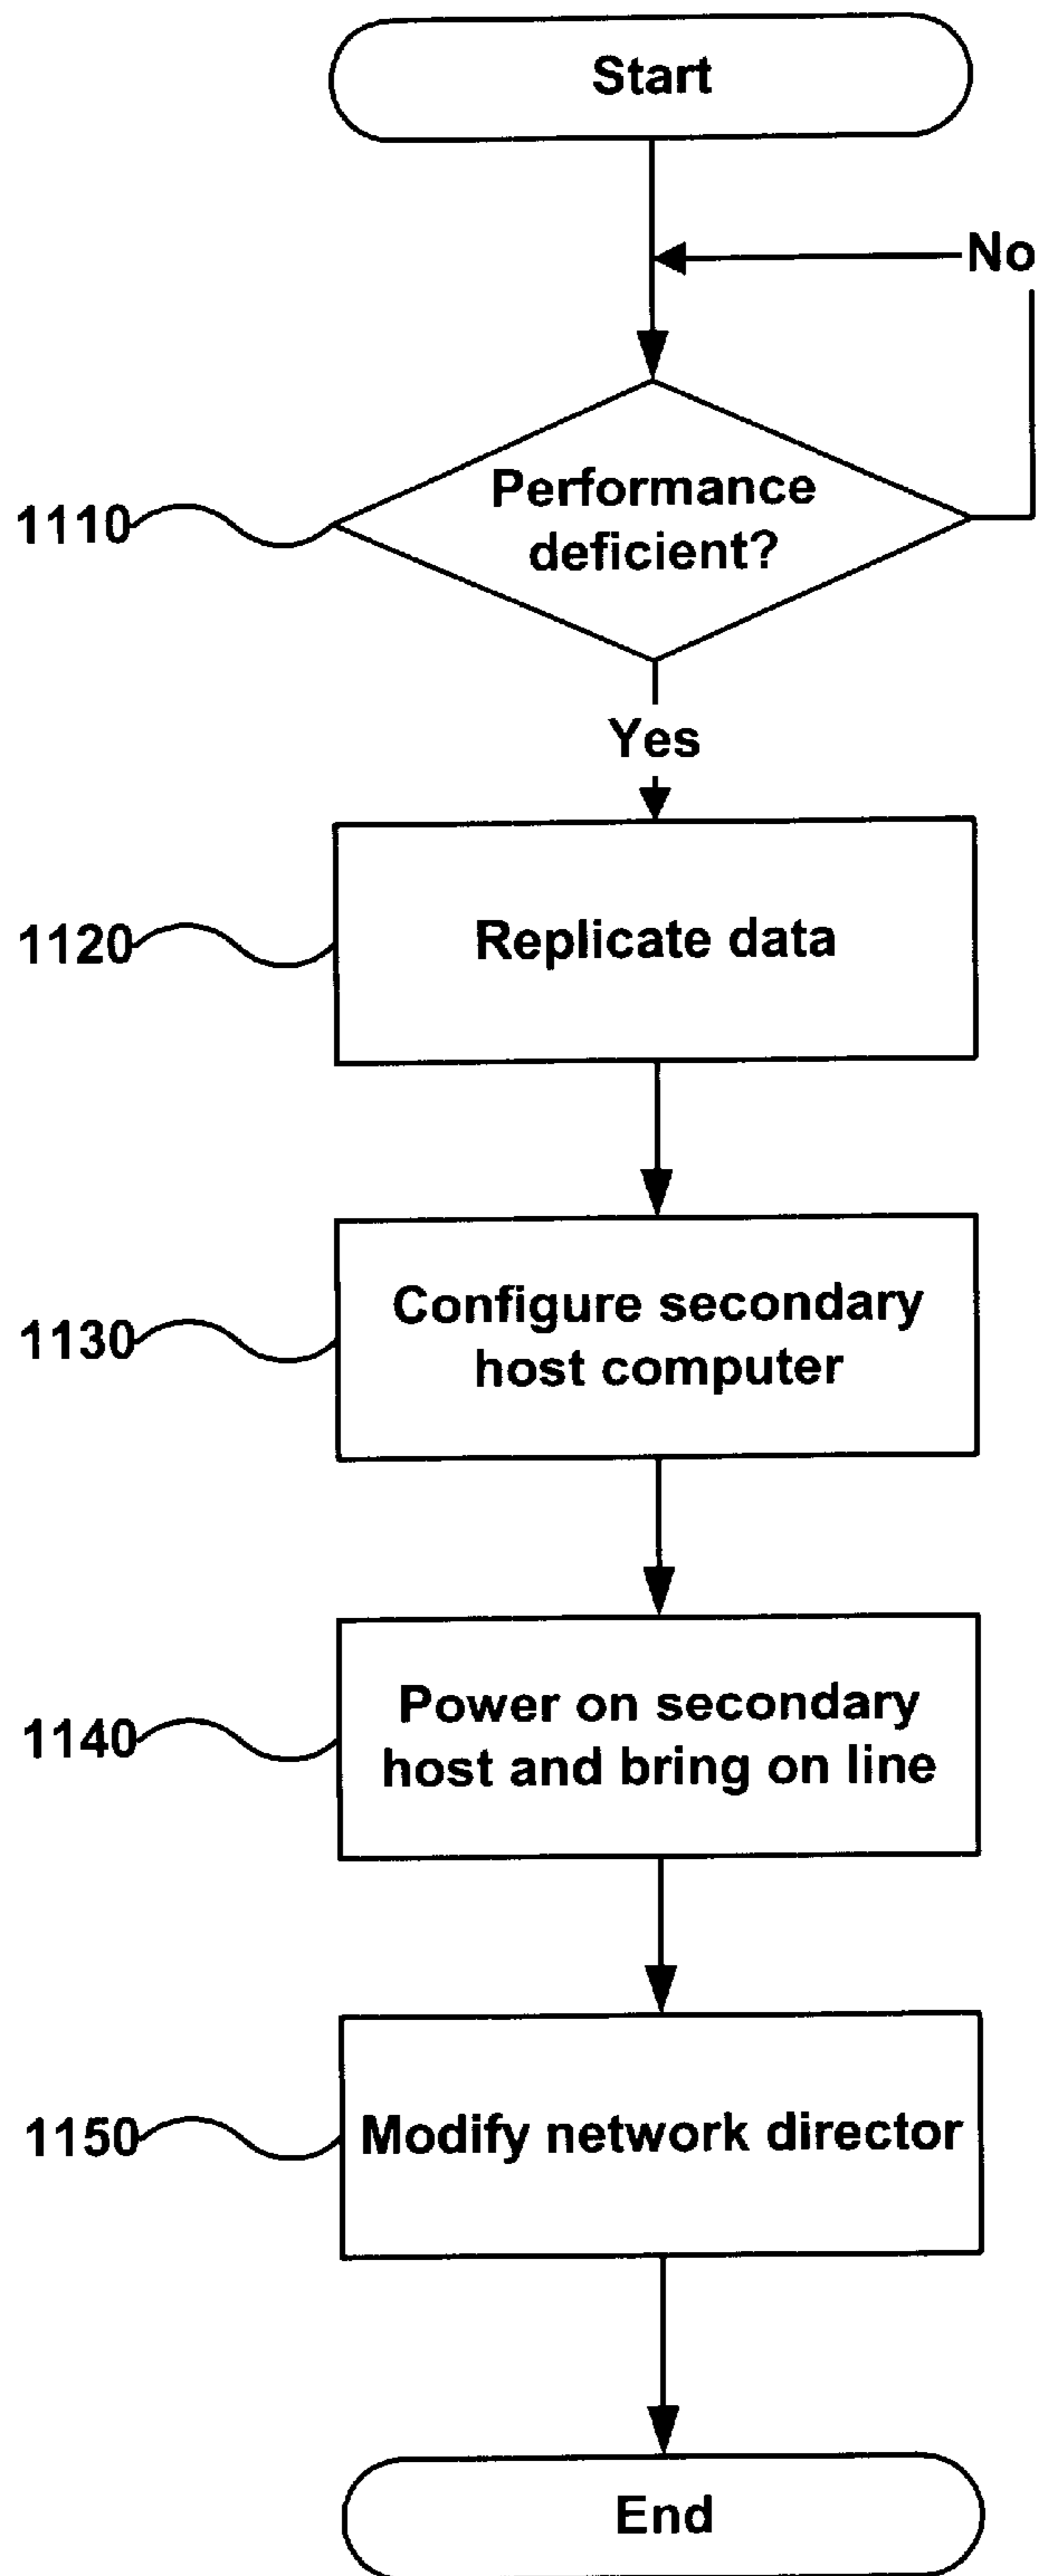 Start
No
Performance
deficient?
1110
Yes
1120
Replicate data
1130
Configure secondary
host computer
1140
Power on secondary
host and bring on line
1150
Modify network director
End